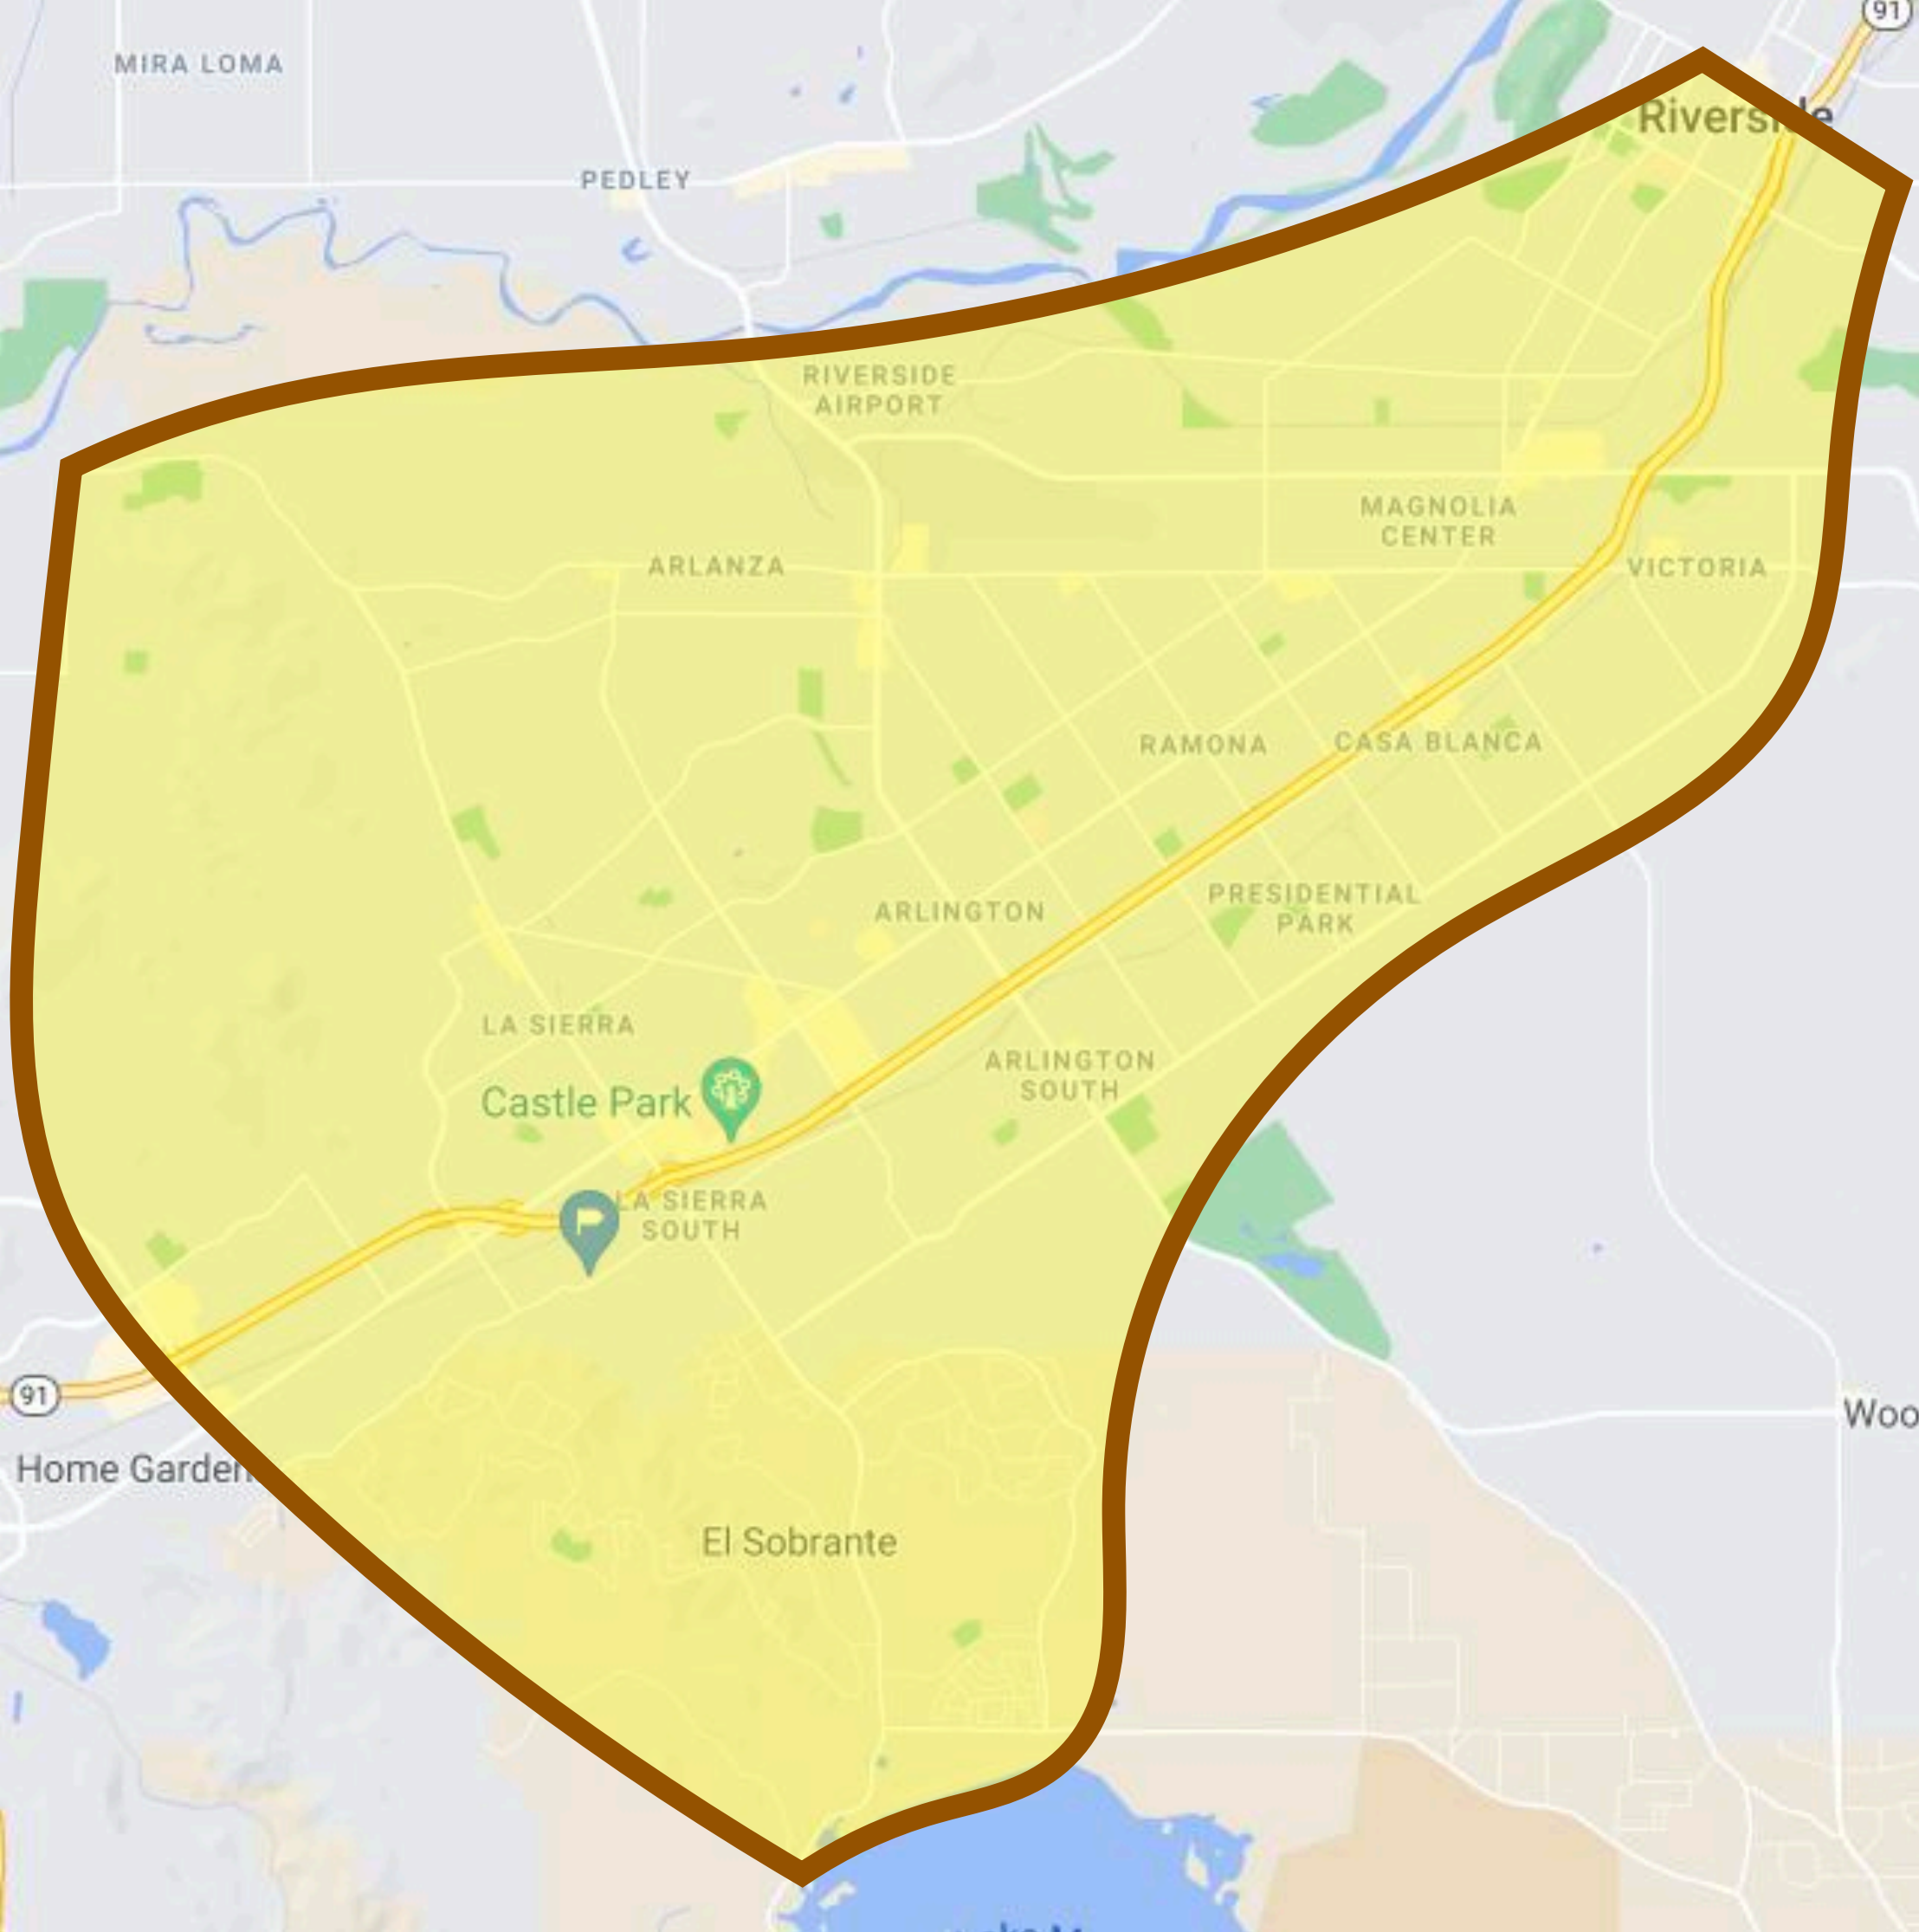 91
MIRA LOMA
Riverside
PEDLEY
RIVERSIDE
AIRPORT
MAGNOLIA
CENTER
ARLANZA
VICTORIA
RAMONA
CASA BLANCA
PRESIDENTIAL
PARK
ARLINGTON
LA SIERRA
ARLINGTON
SOUTH
Castle Park
LA SIERRA
SOUTH
91
Woo
Home Garden
El Sobrante